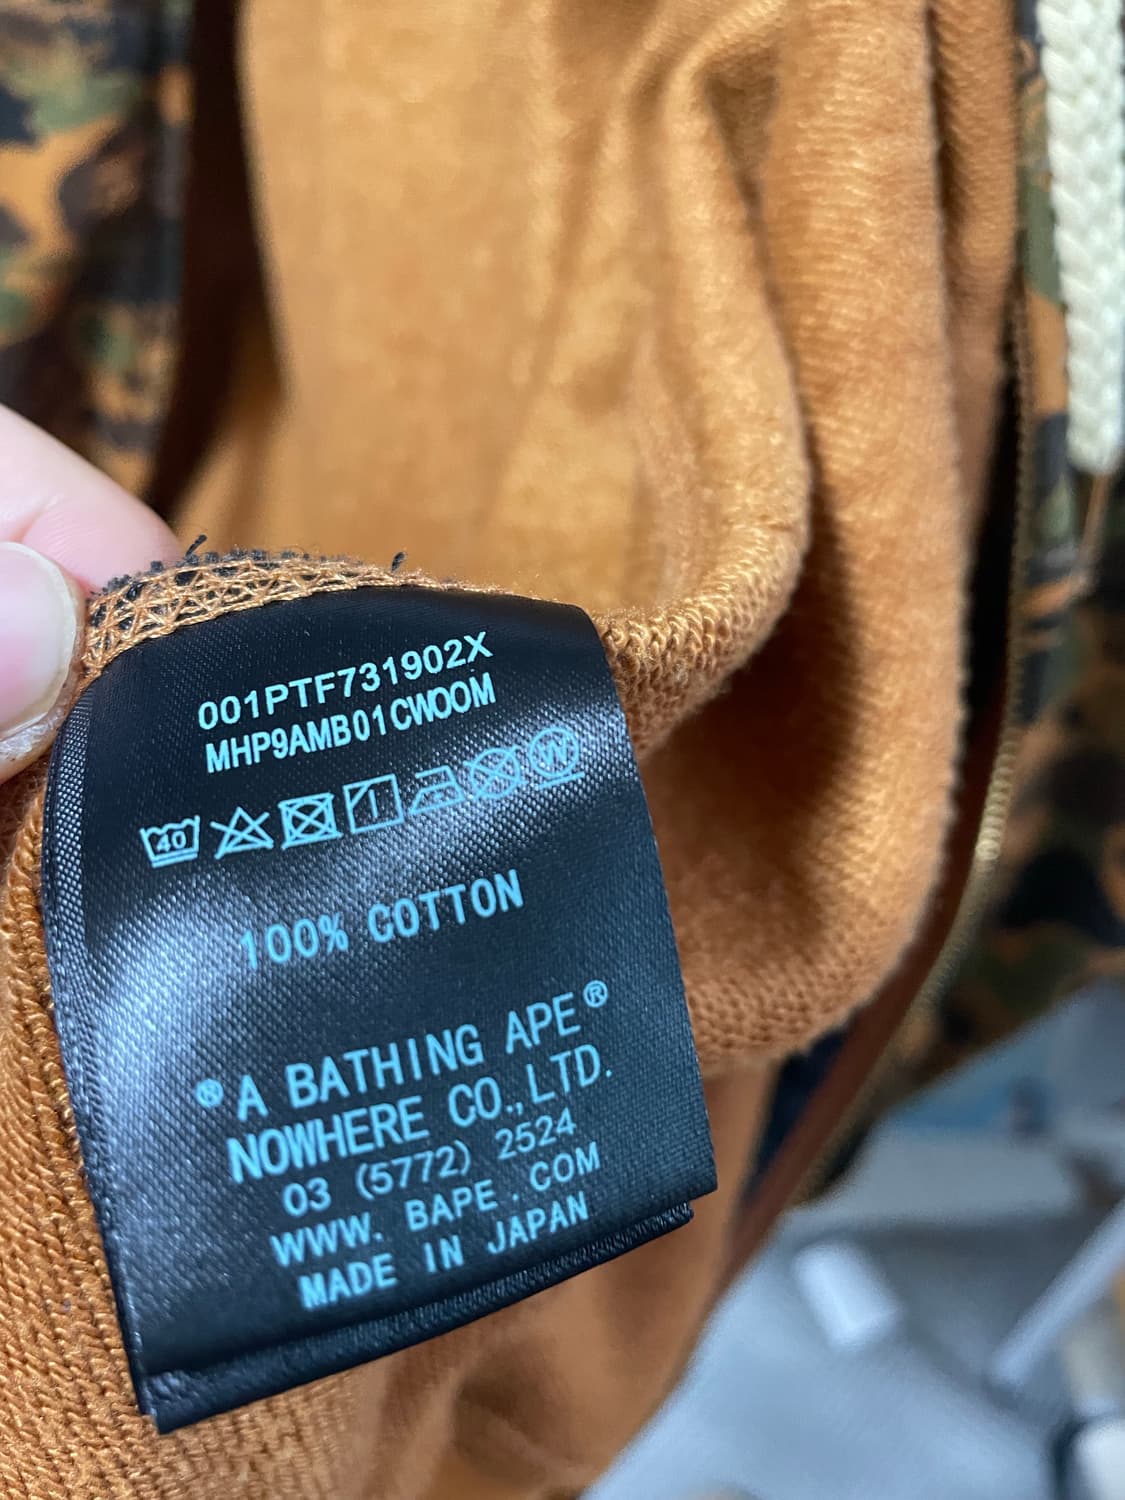 001PTF731902X
MHP9AMB01CWOOM
40 W
100% COTTON
® A BATHING APE ®
NOWHERE CO., LTD.
03 (5772) 2524
WWW. BAPE . COM
MADE IN JAPAN